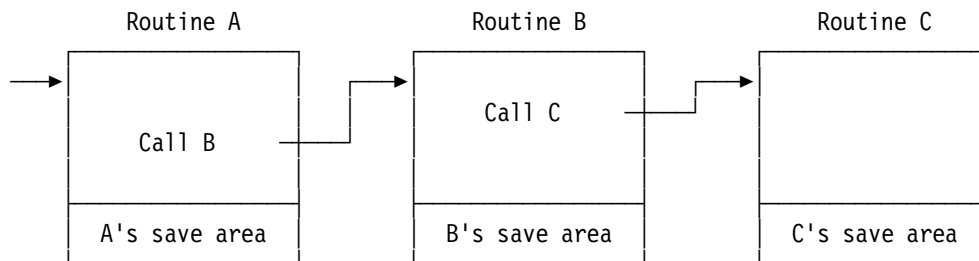 Routine A Routine B Routine C
Call B
Call C
A's save area B's save area C's save area